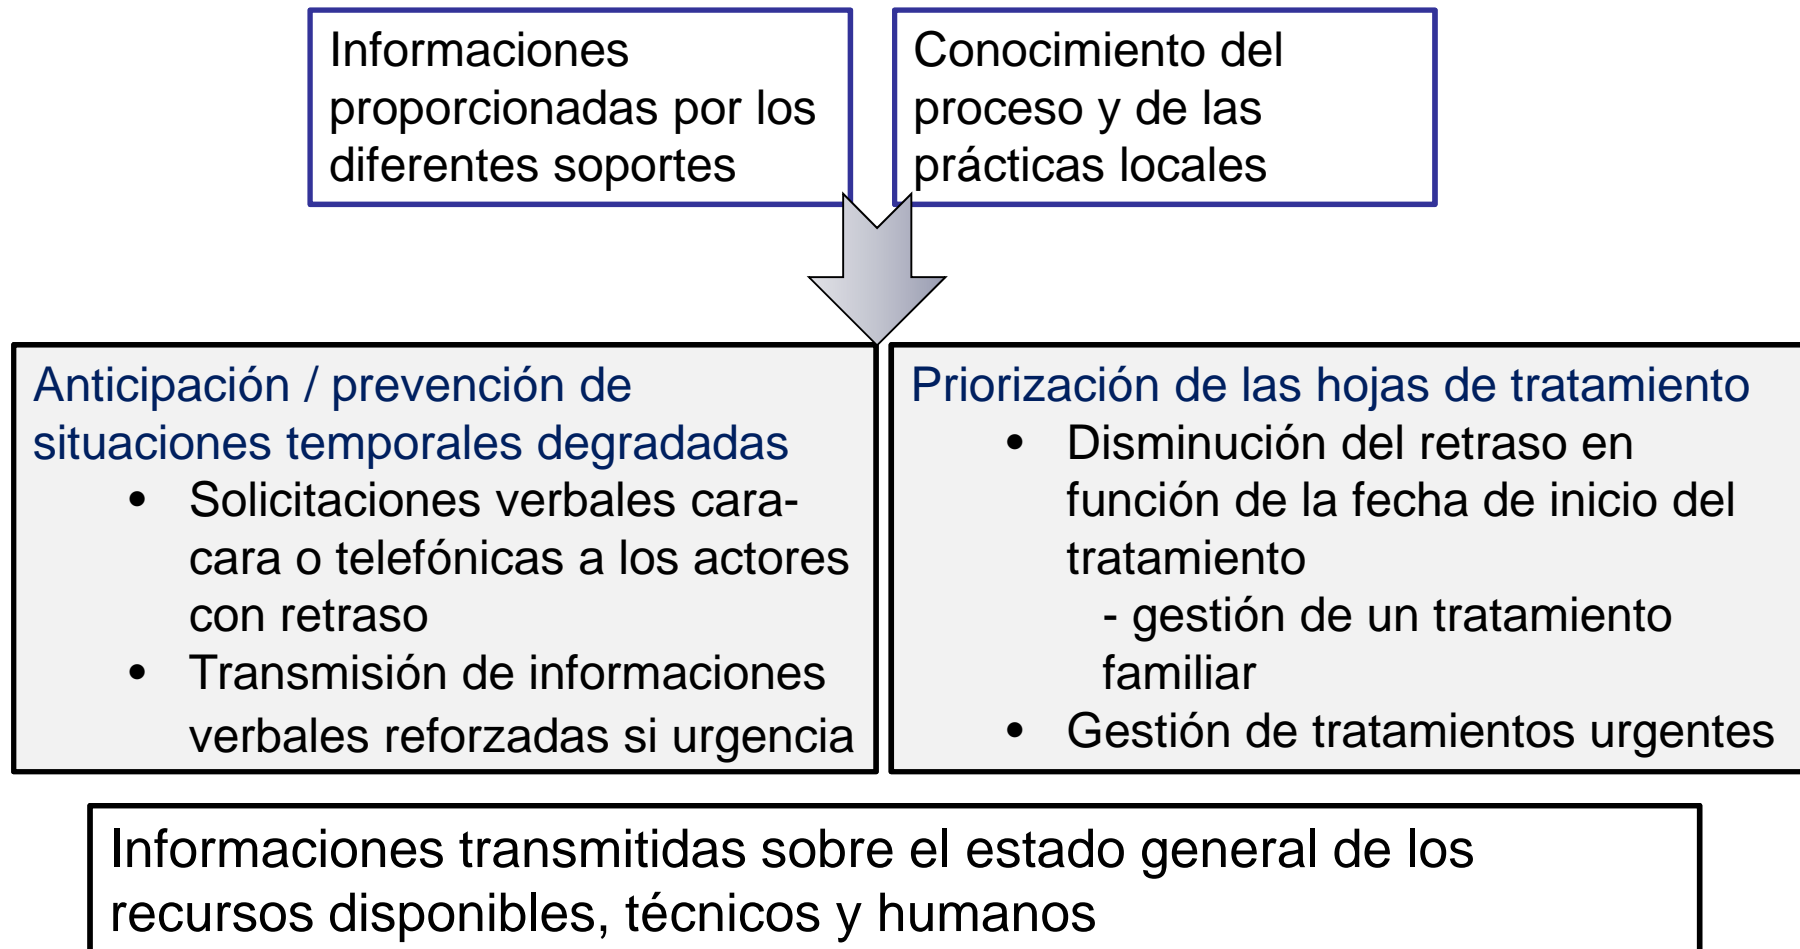 Informaciones
proporcionadas por los
diferentes soportes
Conocimiento del
proceso y de las
prácticas locales
Anticipación / prevención de
situaciones temporales degradadas
• Solicitaciones verbales cara-
cara o telefónicas a los actores
con retraso
• Transmisión de informaciones
verbales reforzadas si urgencia
Priorización de las hojas de tratamiento
• Disminución del retraso en
función de la fecha de inicio del
tratamiento
- gestión de un tratamiento
familiar
• Gestión de tratamientos urgentes
Informaciones transmitidas sobre el estado general de los
recursos disponibles, técnicos y humanos